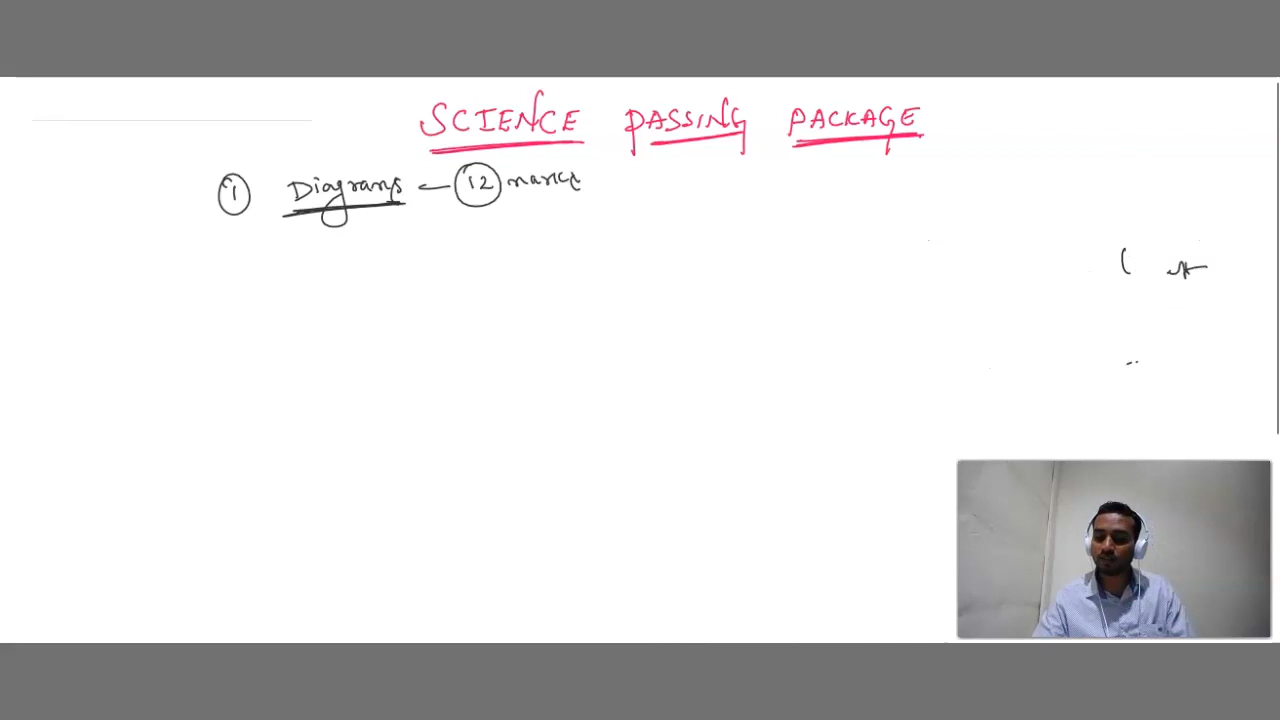 SCIENCE PASSING PACKAGE
① Diagrams — ⑫ marks